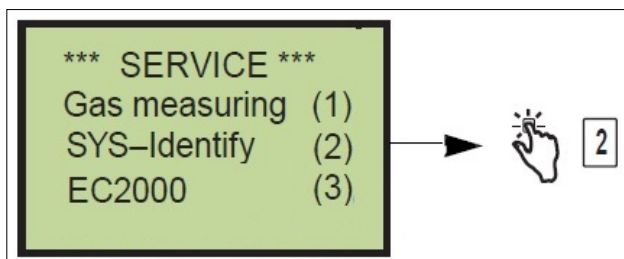 *** SERVICE ***
Gas measuring (1)
SYS–Identify (2)
EC2000 (3)
2